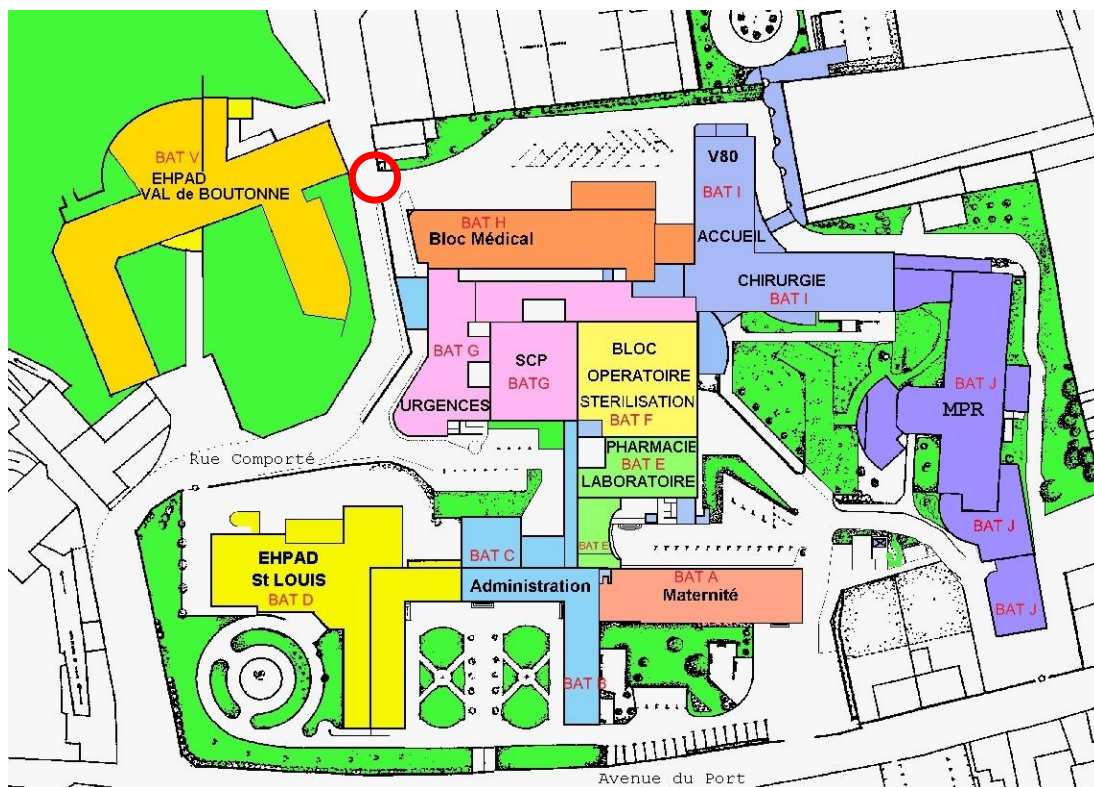 V80
BAT V
EHPAD
VAL de BOUTONNE
BAT I
BAT H
Bloc Médical
ACCUEIL
CHIRURGIE
BAT I
BAT G
SCP
BATG
BLOC
OPERATOIRE
STERILISATION
BAT F
URGENCES
BAT J
MPR
PHARMACIE
BAT E
LABORATOIRE
Rue Comporté
BAT J
BAT E
BAT C
EHPAD
St LOUIS
BAT D
Administration
BAT A
Maternité
BAT J
BAT B
Avenue du Port